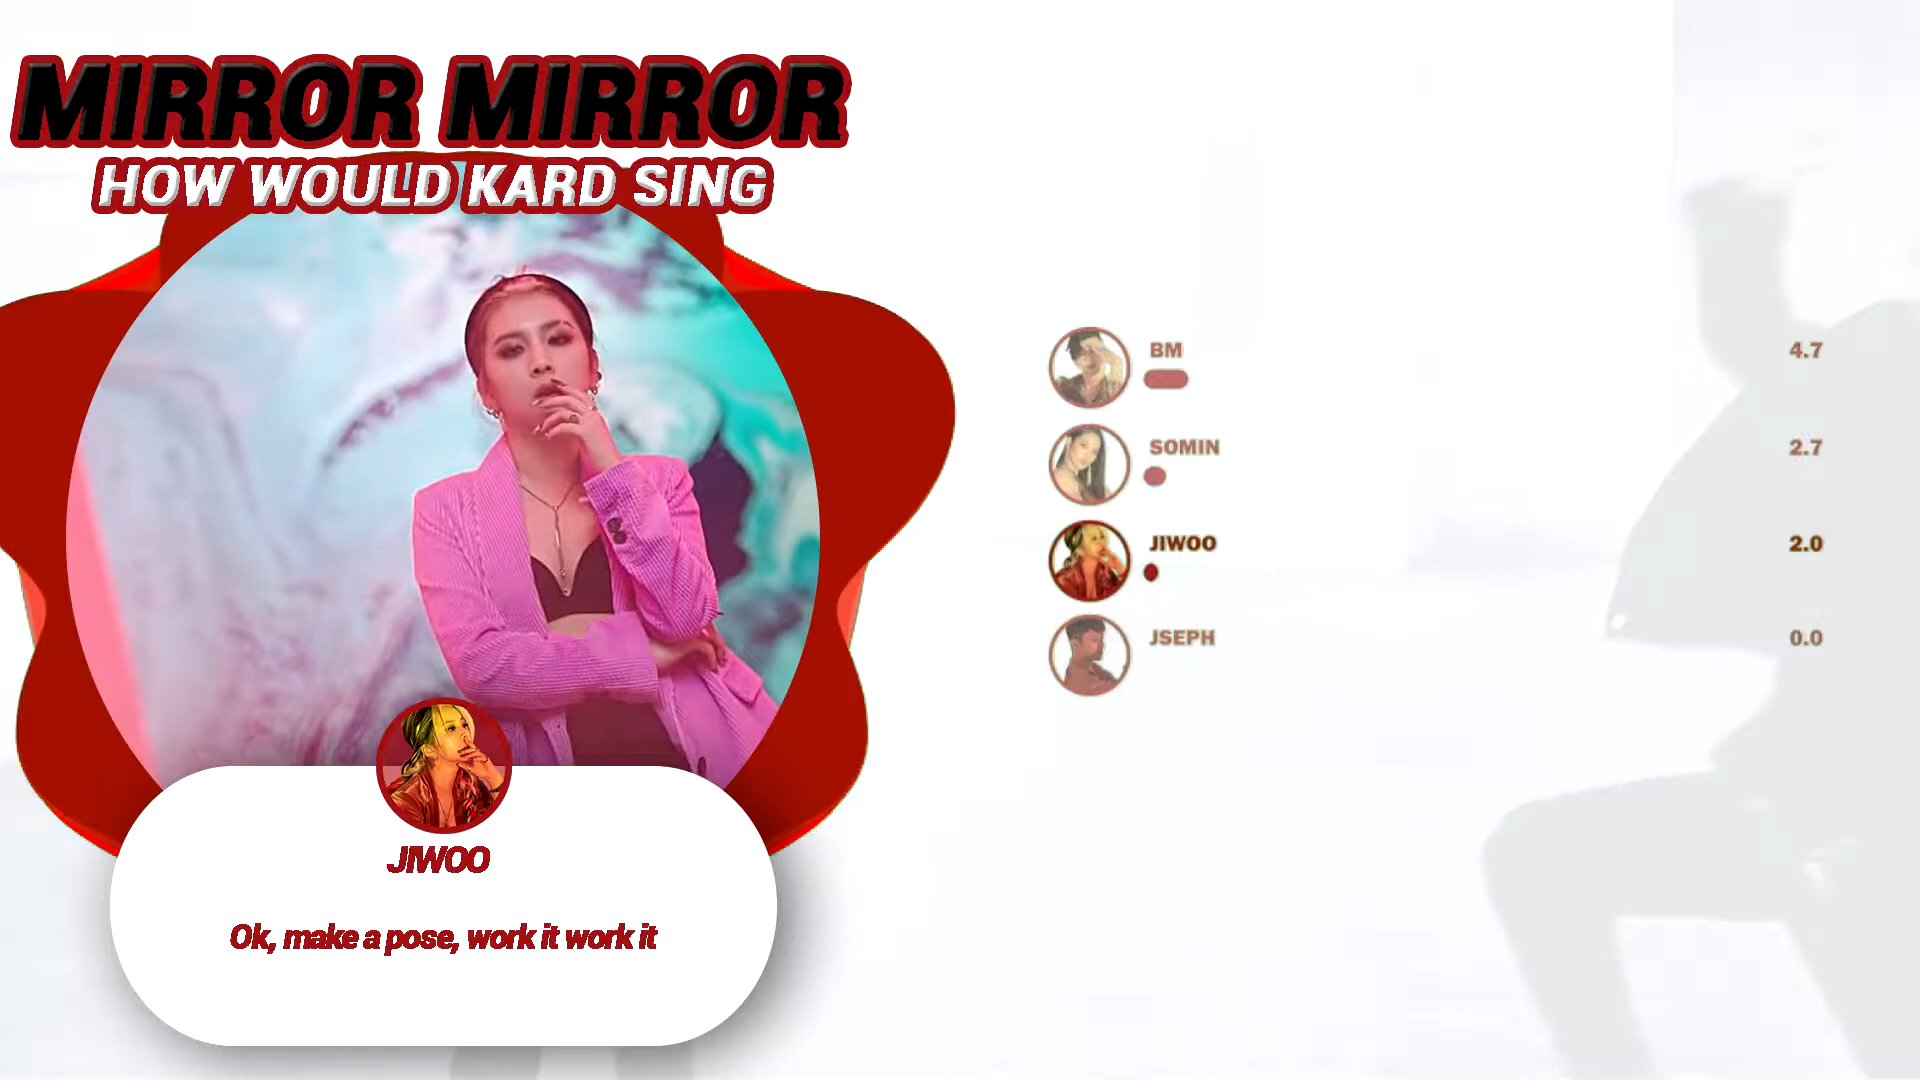 MIRROR MIRROR
HOW WOULD KARD SING
BM 4.7
SOMIN 2.7
JIWOO 2.0
JSEPH 0.0
JIWOO
Ok, make a pose, work it work it